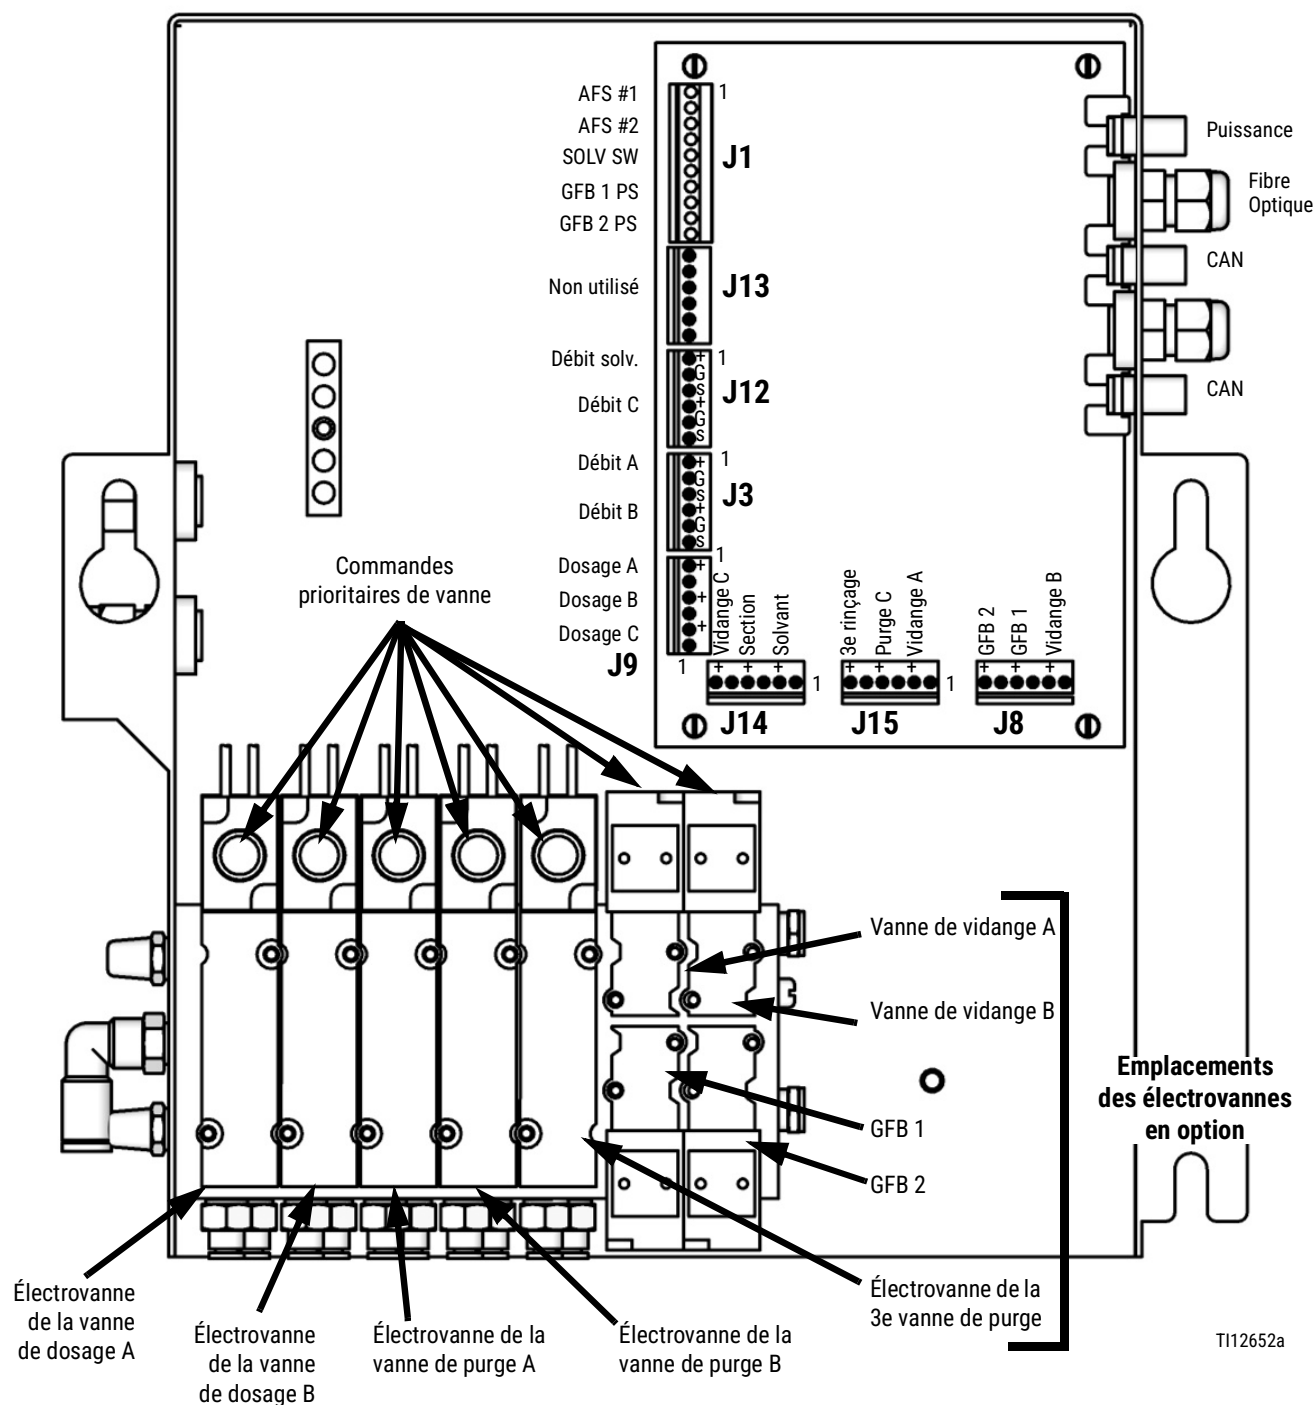 AFS #1
AFS #2
SOLV SW
GFB 1 PS
GFB 2 PS
1
J1
Non utilisé
J13
Débit solv.
Débit C
+
G
S
+
G
S
1
J12
Débit A
Débit B
+
G
S
+
G
S
1
J3
Dosage A
Dosage B
Dosage C
+
+
+
1
J9
1
Vidange C
Section
Solvant
+
+
+
1
J14
3e rinçage
Purge C
Vidange A
+
+
+
1
J15
GFB 2
GFB 1
Vidange B
+
+
+
J8
Puissance
Fibre
Optique
CAN
CAN
Commandes
prioritaires de vanne
Vanne de vidange A
Vanne de vidange B
GFB 1
GFB 2
Emplacements
des électrovannes
en option
Électrovanne de la
3e vanne de purge
Électrovanne
de la vanne
de dosage A
Électrovanne
de la vanne
de dosage B
Électrovanne de la
vanne de purge A
Électrovanne de la
vanne de purge B
TI12652a